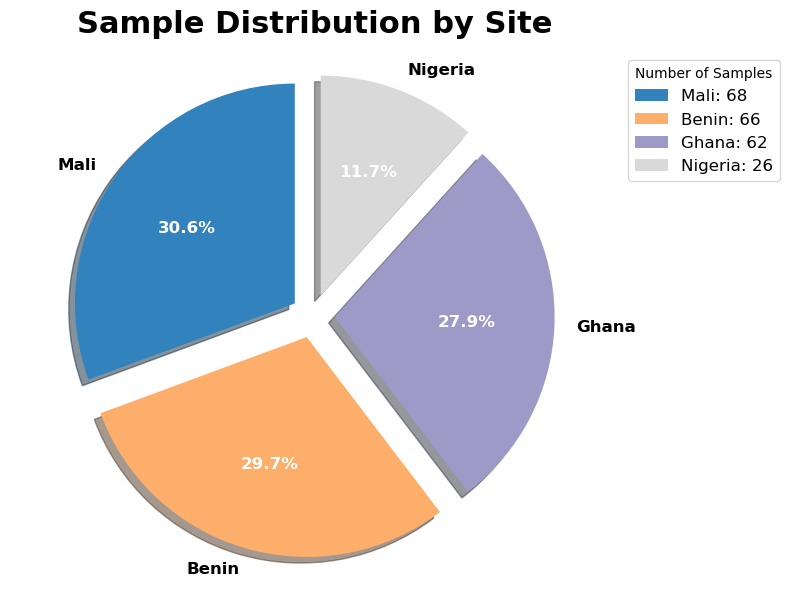 Sample Distribution by Site
Nigeria
Number of Samples
Mali: 68
Benin: 66
Ghana: 62
Nigeria: 26
Mali
11.7%
30.6%
27.9%
Ghana
29.7%
Benin